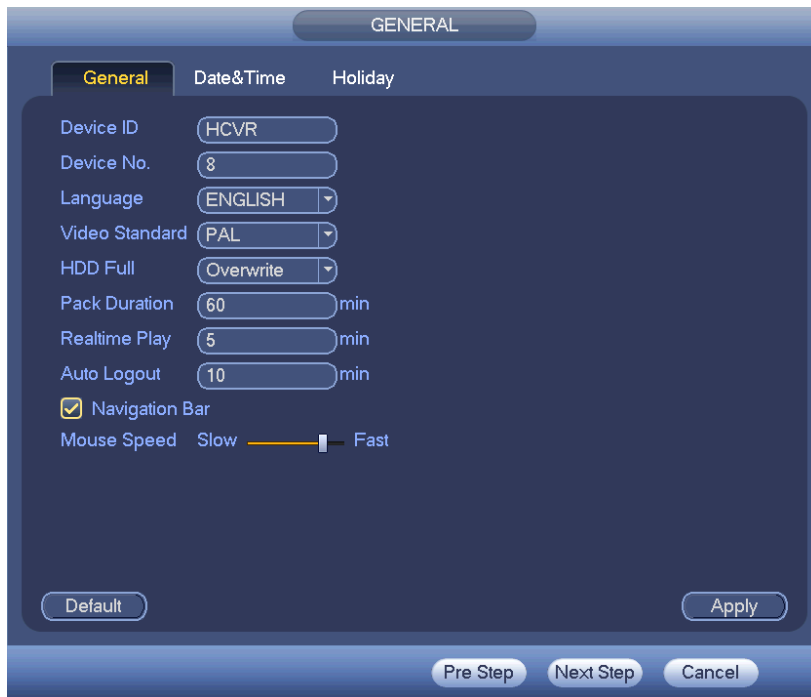 GENERAL
General Date&Time Holiday
Device ID HCVR
Device No. 8
Language ENGLISH
Video Standard PAL
HDD Full Overwrite
Pack Duration 60 min
Realtime Play 5 min
Auto Logout 10 min
Navigation Bar
Mouse Speed Slow Fast
Default Apply
Pre Step Next Step Cancel